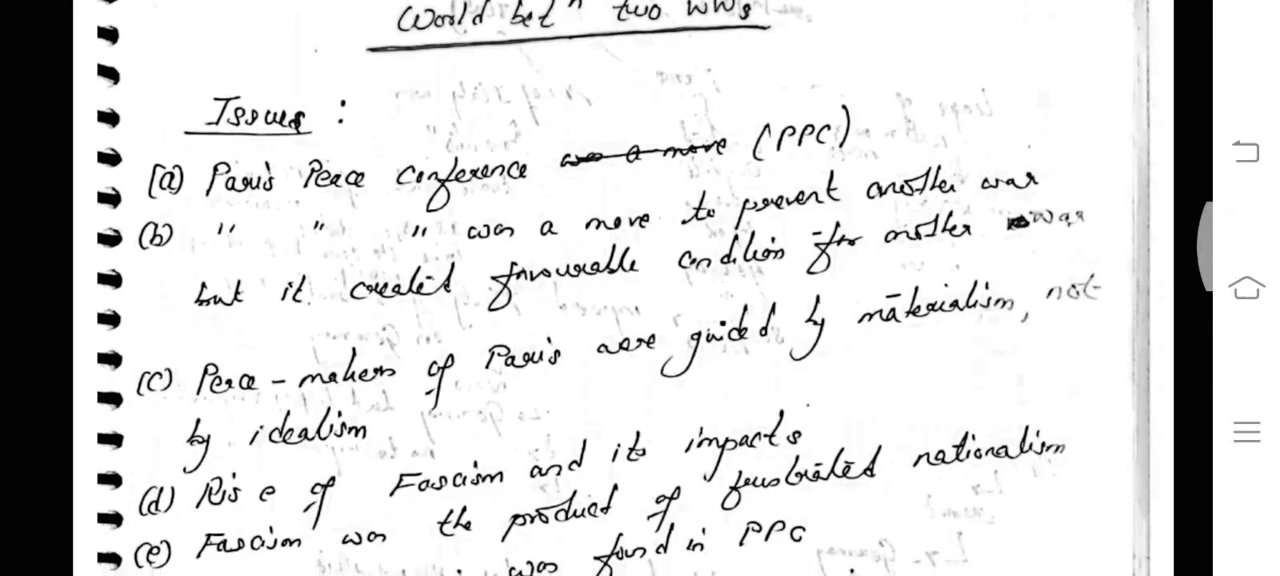 World betn two WWs
Issues :
(a) Paris Peace Conference was a move (PPC)
(b) " " " was a move to prevent another war
but it created favourable condition for another war
(c) Peace-makers of Paris were guided by materialism, not
by idealism
(d) Rise of Fascism and its impacts
(e) Fascism was the product of frustrated nationalism
was found in PPC